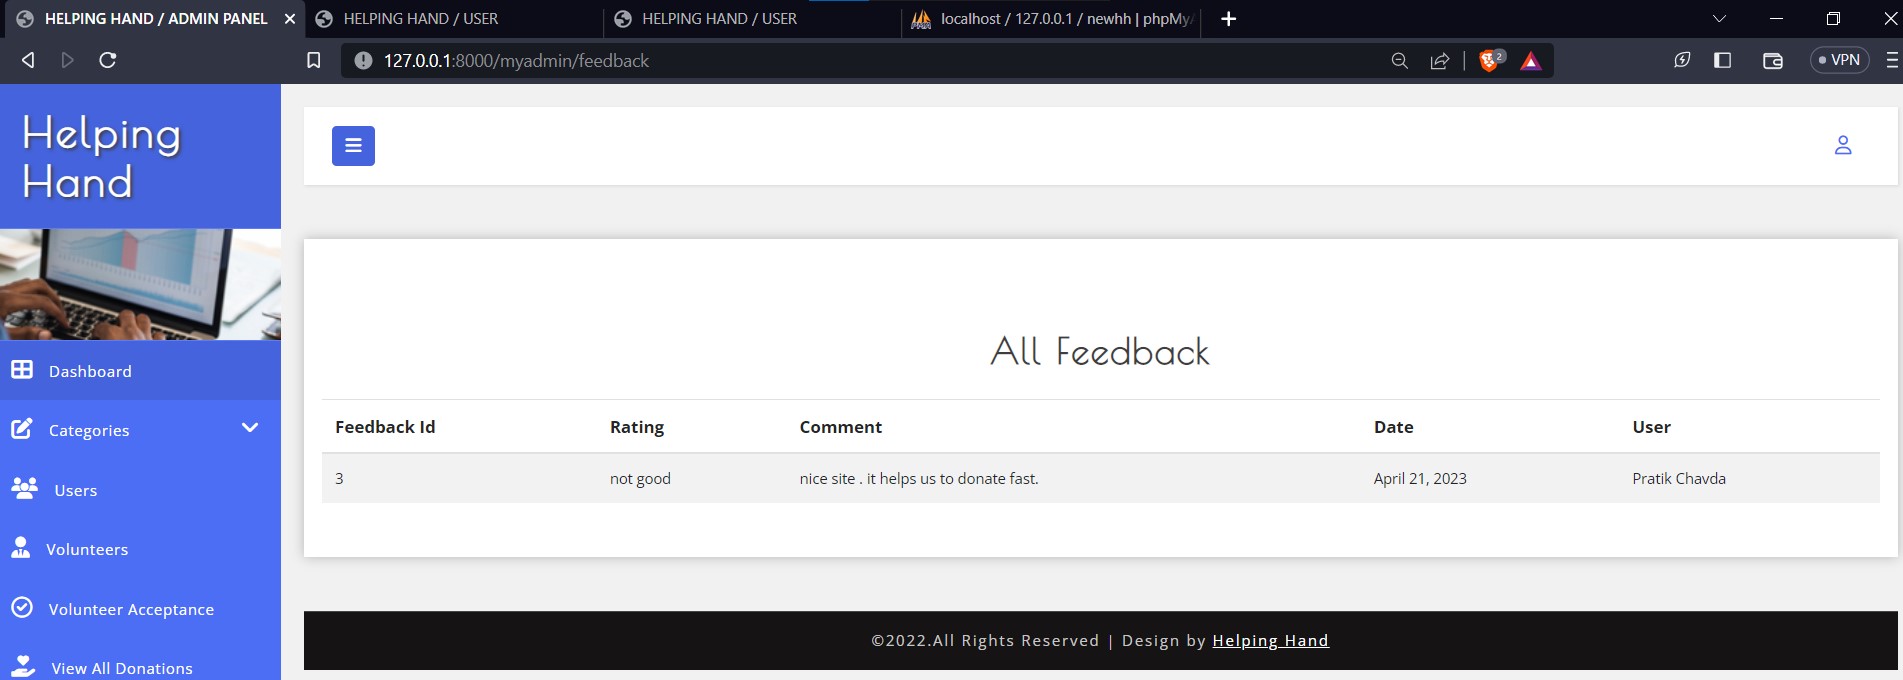 HELPING HAND / ADMIN PANEL
HELPING HAND / USER
HELPING HAND / USER
localhost / 127.0.0.1 / newhh | phpMyA
127.0.0.1:8000/myadmin/feedback
2
VPN
Helping
Hand
Dashboard
Categories
Users
Volunteers
Volunteer Acceptance
View All Donations
All Feedback
Feedback Id Rating Comment Date User
3 not good nice site . it helps us to donate fast. April 21, 2023 Pratik Chavda
©2022.All Rights Reserved | Design by Helping Hand